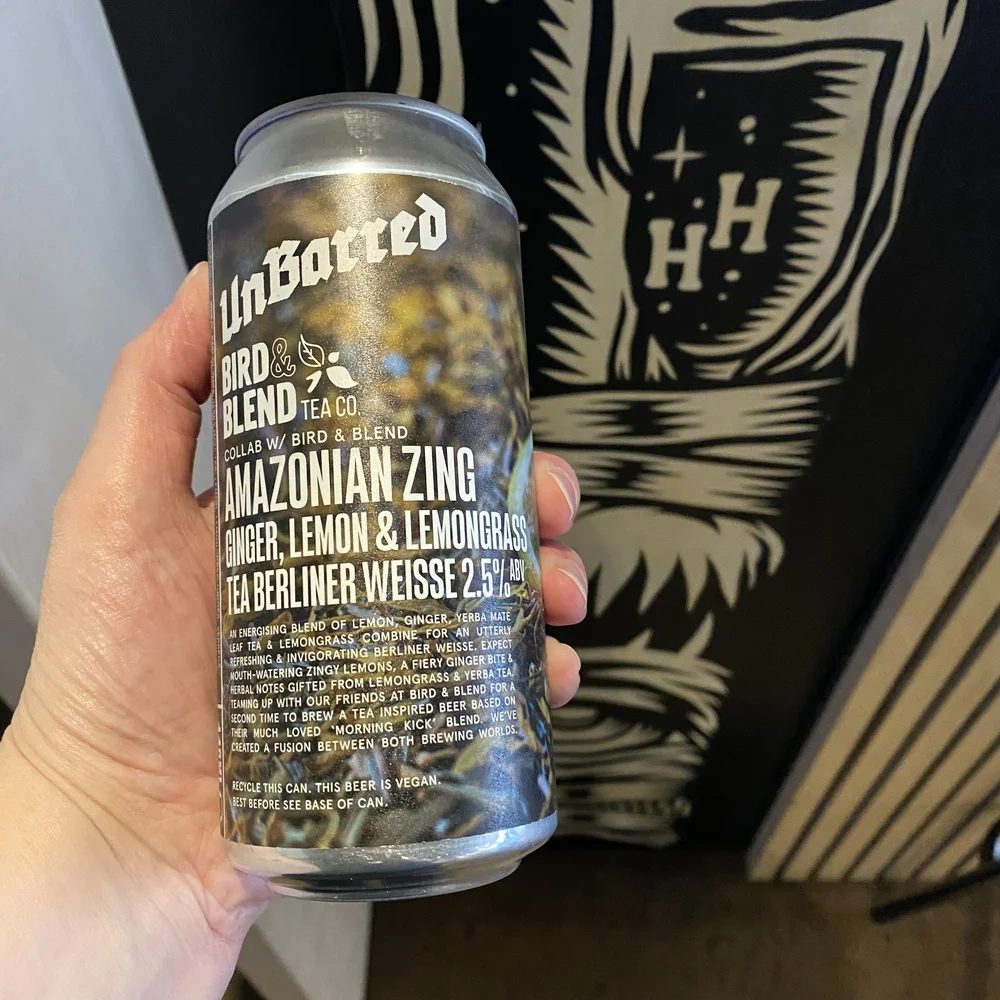 UnBarred
BIRD &
BLEND TEA CO.
COLLAB W/ BIRD & BLEND
AMAZONIAN ZING
GINGER, LEMON & LEMONGRASS
TEA BERLINER WEISSE 2.5% ABV
AN ENERGISING BLEND OF LEMON, GINGER, YERBA MATE
LEAF TEA & LEMONGRASS COMBINE FOR AN UTTERLY
REFRESHING & INVIGORATING BERLINER WEISSE. EXPECT
MOUTH-WATERING ZINGY LEMONS, A FIERY GINGER BITE &
HERBAL NOTES GIFTED FROM LEMONGRASS & YERBA TEA.
TEAMING UP WITH OUR FRIENDS AT BIRD & BLEND FOR A
SECOND TIME TO BREW A TEA INSPIRED BEER BASED ON
THEIR MUCH LOVED 'MORNING KICK' BLEND. WE'VE
CREATED A FUSION BETWEEN BOTH BREWING WORLDS.
RECYCLE THIS CAN. THIS BEER IS VEGAN.
BEST BEFORE SEE BASE OF CAN.
HH